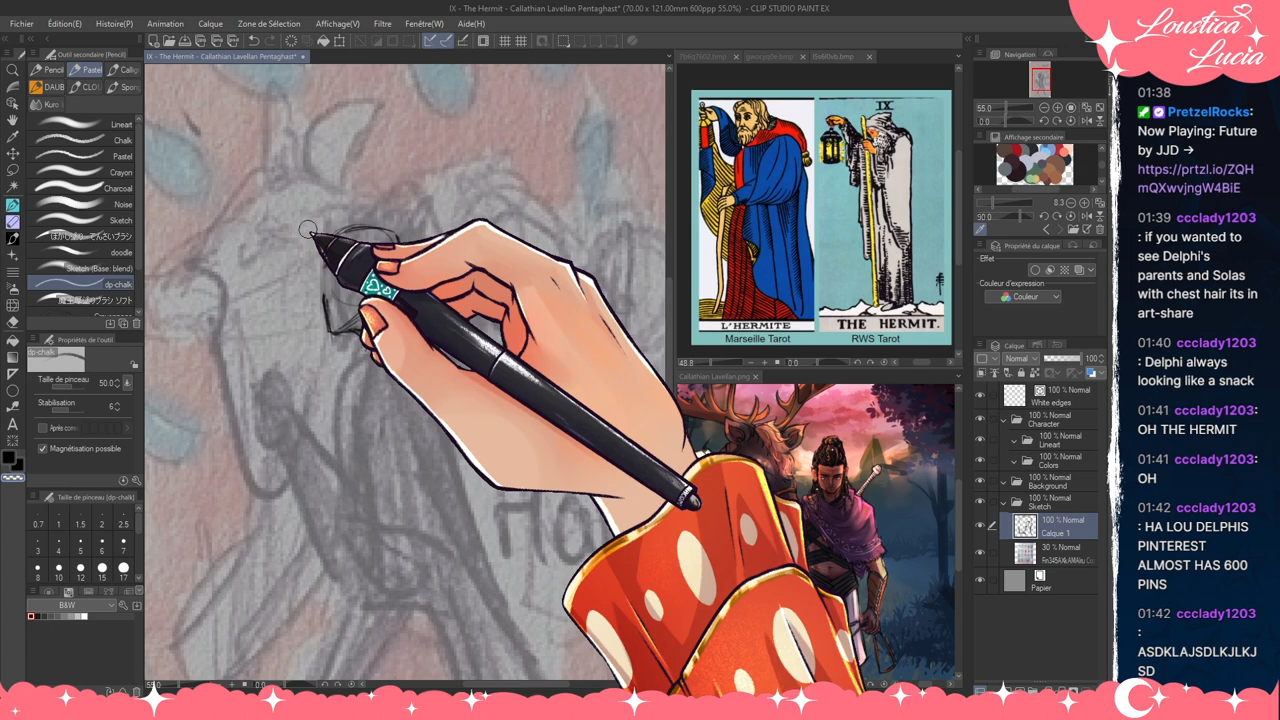 IX - The Hermit - Callathian Lavellan Pentaghast* (70.00 x 121.00mm 600ppp 55.0%) - CLIP STUDIO PAINT EX
Fichier Édition(E) Histoire(P) Animation Calque Zone de Sélection Affichage(V) Filtre Fenêtre(W) Aide(H)
Outil secondaire [Pencil]
Pencil Pastel Callig
DAUB CLO Spon
Kuro
Lineart
Chalk
Pastel
Crayon
Charcoal
Noise
Sketch
doodle
Sketch (Base: blend)
dp-chalk
Propriétés de l'outil
dp-chalk
Taille de pinceau 50.0
Stabilisation 6
Magnétisation possible
Taille de pinceau [dp-chalk]
0.7 1 1.5 2 2.5
3 4 5 6 7
8 10 12 15 17
B&W
IX - The Hermit - Callathian Lavellan Pentaghast*
IX
L'HERMITE
THE HERMIT.
Marseille Tarot
RWS Tarot
48.8
0.0
Callathian Lavellan.png
Navigation
55.0
0.0
Affichage secondaire
8.3
90.0
Propriété du calque
Effet
Couleur d'expression
Couleur
Calque
Normal 100
100 % Normal
White edges
100 % Normal
Character
100 % Normal
Lineart
100 % Normal
Colors
100 % Normal
Background
100 % Normal
Sketch
100 % Normal
Calque 1
30 % Normal
Papier
Loustica
Lucia
01:38
PretzelRocks:
Now Playing: Future
by JJD →
https://prtzl.io/ZQH
mQXwvjngW4BiE
01:39 ccclady1203
: if you wanted to
see Delphi's
parents and Solas
with chest hair its in
art-share
01:40 ccclady1203
: Delphi always
looking like a snack
01:41 ccclady1203:
OH THE HERMIT
01:41 ccclady1203:
OH
01:42 ccclady1203
: HA LOU DELPHIS
PINTEREST
ALMOST HAS 600
PINS
01:42 ccclady1203
:
ASDKLAJSDLKJLKJ
SD